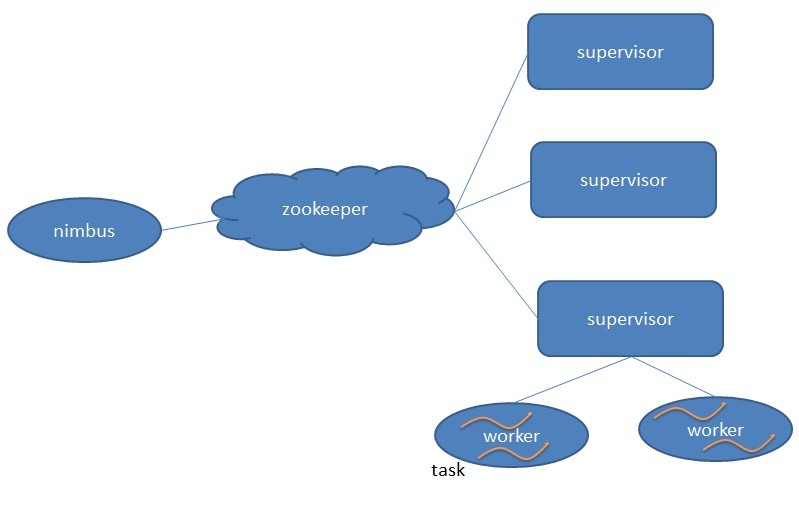 supervisor
supervisor
zookeeper
nimbus
supervisor
worker
worker
task